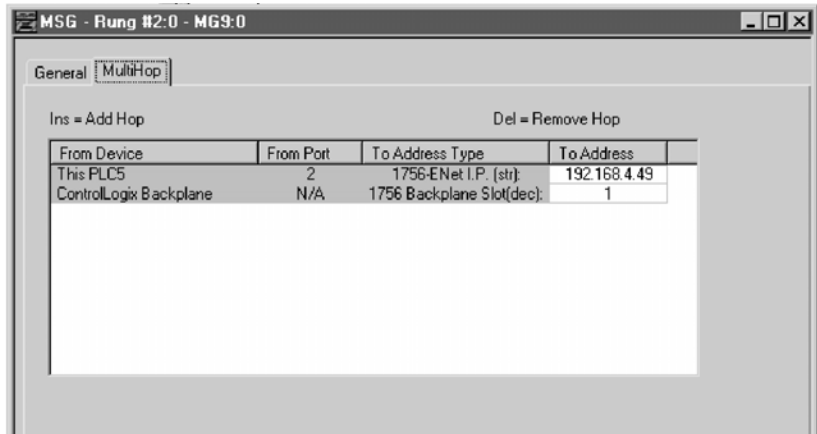 MSG - Rung #2:0 - MG9:0
General MultiHop
Ins = Add Hop Del = Remove Hop
From Device From Port To Address Type To Address
This PLC5 2 1756-ENet I.P. (str): 192.168.4.49
ControlLogix Backplane N/A 1756 Backplane Slot(dec): 1